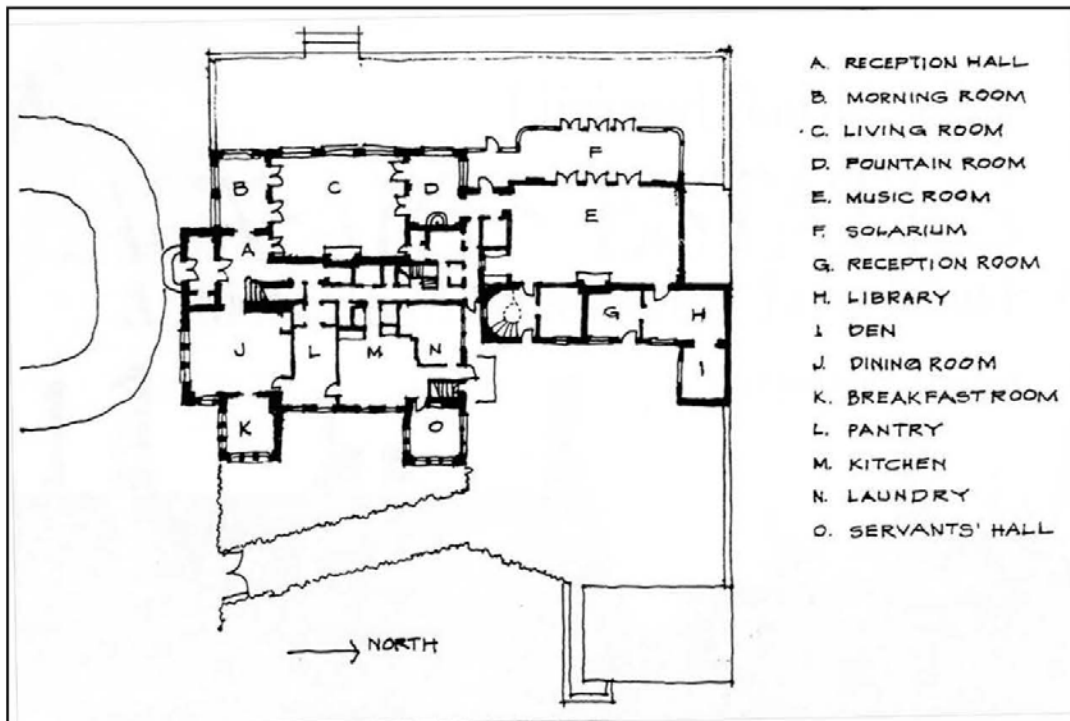 A. RECEPTION HALL
B. MORNING ROOM
C. LIVING ROOM
D. FOUNTAIN ROOM
E. MUSIC ROOM
F. SOLARIUM
G. RECEPTION ROOM
H. LIBRARY
I DEN
J. DINING ROOM
K. BREAKFAST ROOM
L. PANTRY
M. KITCHEN
N. LAUNDRY
O. SERVANTS' HALL
F
B
C
D
E
A
G
H
J
L
M
N
I
K
O
NORTH